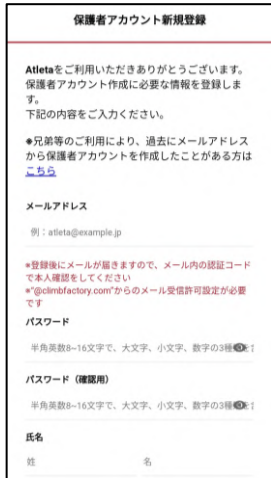 保護者アカウント新規登録
Atletaをご利用いただきありがとうございます。
保護者アカウント作成に必要な情報を登録しま
す。
下記の内容をご入力ください。
※兄弟等のご利用により、過去にメールアドレス
から保護者アカウントを作成したことがある方は
こちら
メールアドレス
例：atleta@example.jp
※登録後にメールが届きますので、メール内の認証コード
で本人確認をしてください
※"@climbfactory.com"からのメール受信許可設定が必要
です
パスワード
半角英数8~16文字で、大文字、小文字、数字の3種
パスワード（確認用）
半角英数8~16文字で、大文字、小文字、数字の3種
氏名
姓 名